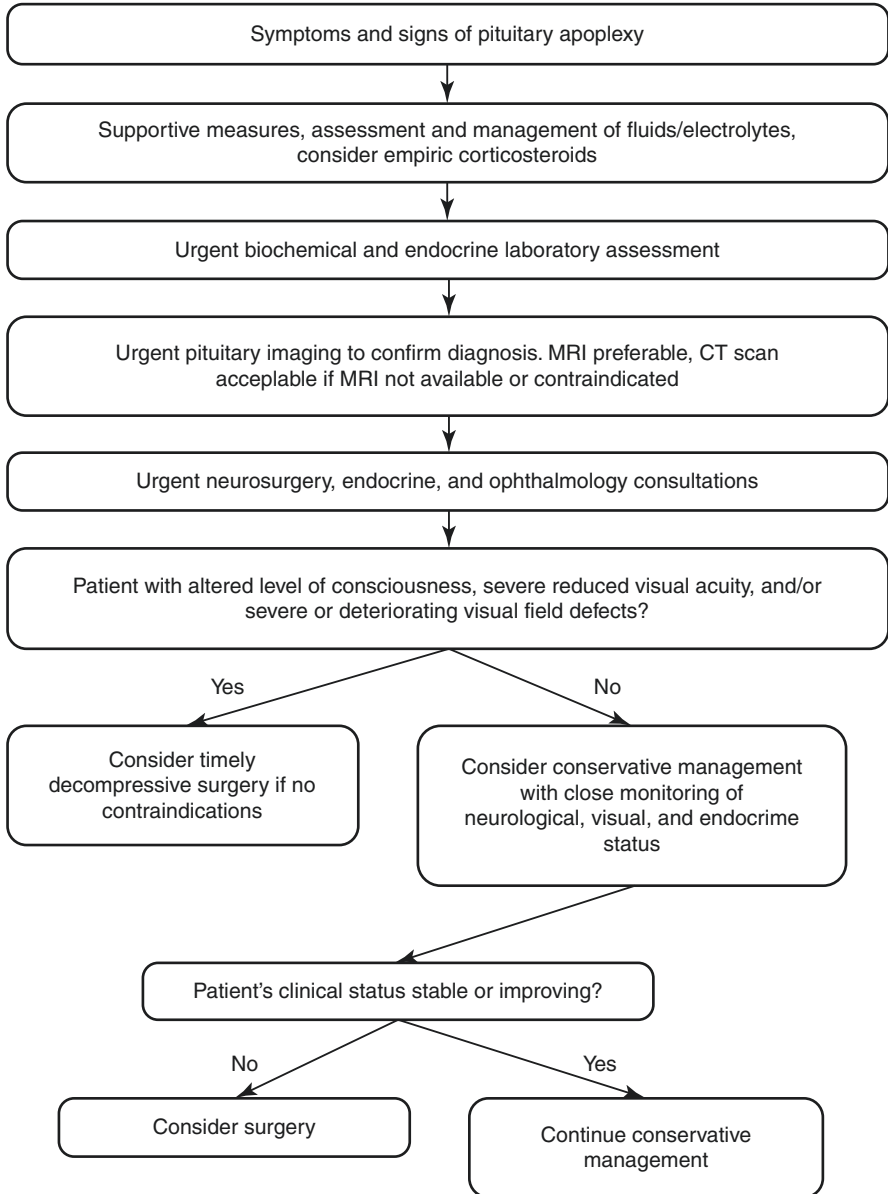 Symptoms and signs of pituitary apoplexy
Supportive measures, assessment and management of fluids/electrolytes,
consider empiric corticosteroids
Urgent biochemical and endocrine laboratory assessment
Urgent pituitary imaging to confirm diagnosis. MRI preferable, CT scan
acceplable if MRI not available or contraindicated
Urgent neurosurgery, endocrine, and ophthalmology consultations
Patient with altered level of consciousness, severe reduced visual acuity, and/or
severe or deteriorating visual field defects?
Yes
No
Consider timely
decompressive surgery if no
contraindications
Consider conservative management
with close monitoring of
neurological, visual, and endocrime
status
Patient's clinical status stable or improving?
No
Yes
Consider surgery
Continue conservative
management